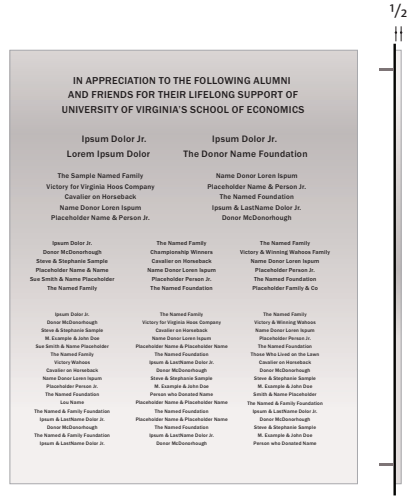 1/2
IN APPRECIATION TO THE FOLLOWING ALUMNI
AND FRIENDS FOR THEIR LIFELONG SUPPORT OF
UNIVERSITY OF VIRGINIA'S SCHOOL OF ECONOMICS
Ipsum Dolor Jr.
Lorem Ipsum Dolor
Ipsum Dolor Jr.
The Donor Name Foundation
The Sample Named Family
Victory for Virginia Hoos Company
Cavalier on Horseback
Name Donor Loren Ispum
Placeholder Name & Person Jr.
Name Donor Loren Ispum
Placeholder Name & Person Jr.
The Named Foundation
Ipsum & LastName Dolor Jr.
Donor McDonorhough
Ipsum Dolor Jr.
Donor McDonorhough
Steve & Stephanie Sample
Placeholder Name & Name
Sue Smith & Name Placeholder
The Named Family
The Named Family
Championship Winners
Cavalier on Horseback
Name Donor Loren Ispum
Placeholder Person Jr.
The Named Foundation
The Named Family
Victory & Winning Wahoos Family
Name Donor Loren Ispum
Placeholder Person Jr.
The Named Foundation
Placeholder Family & Co
Ipsum Dolor Jr.
Donor McDonorhough
Steve & Stephanie Sample
M. Example & John Doe
Sue Smith & Name Placeholder
The Named Family
Victory Wahoos
Cavalier on Horseback
Name Donor Loren Ispum
Placeholder Person Jr.
The Named Foundation
Lou Name
The Named & Family Foundation
Ipsum & LastName Dolor Jr.
Donor McDonorhough
The Named & Family Foundation
Ipsum & LastName Dolor Jr.
The Named Family
Victory for Virginia Hoos Company
Cavalier on Horseback
Name Donor Loren Ispum
Placeholder Name & Placeholder Name
The Named Foundation
Ipsum & LastName Dolor Jr.
Donor McDonorhough
Steve & Stephanie Sample
M. Example & John Doe
Person who Donated Name
Placeholder Name & Placeholder Name
The Named Foundation
Placeholder Name & Placeholder Name
The Named Foundation
Ipsum & LastName Dolor Jr.
Donor McDonorhough
The Named Family
Victory & Winning Wahoos
Name Donor Loren Ispum
Placeholder Person Jr.
The Named Foundation
Those Who Lived on the Lawn
Cavalier on Horseback
Donor McDonorhough
Steve & Stephanie Sample
M. Example & John Doe
Smith & Name Placeholder
The Named & Family Foundation
Ipsum & LastName Dolor Jr.
Donor McDonorhough
Steve & Stephanie Sample
M. Example & John Doe
Person who Donated Name